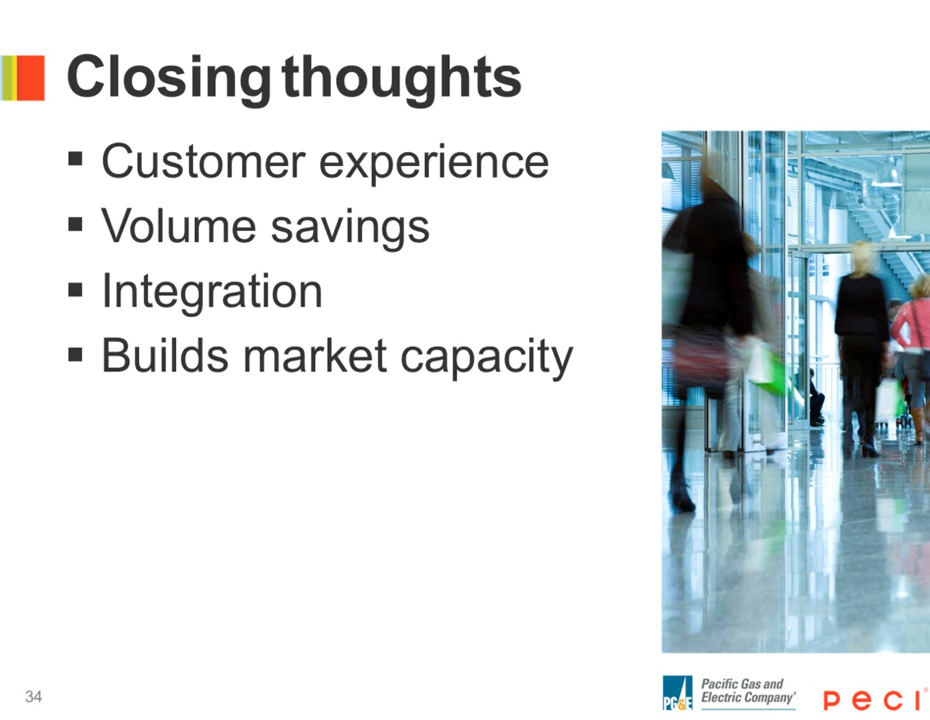 Closing thoughts
▪ Customer experience
▪ Volume savings
▪ Integration
▪ Builds market capacity
34
PG&E
Pacific Gas and
Electric Company®
peci®